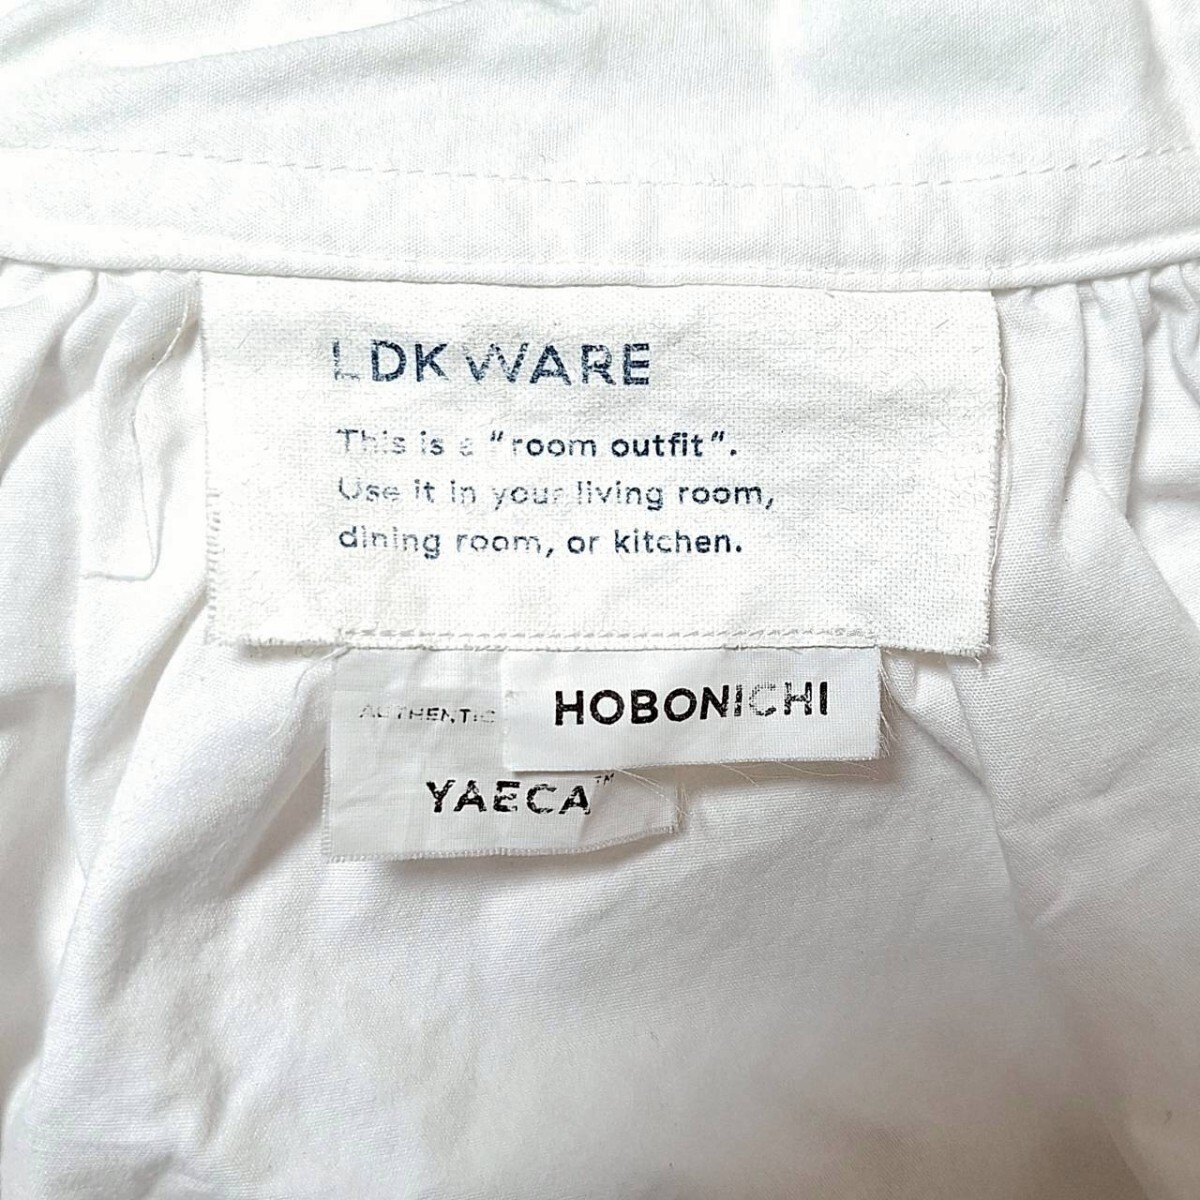 LDK WARE
This is a "room outfit".
Use it in your living room,
dining room, or kitchen.
HOBONICHI
AUTHENTIC
YAECA™